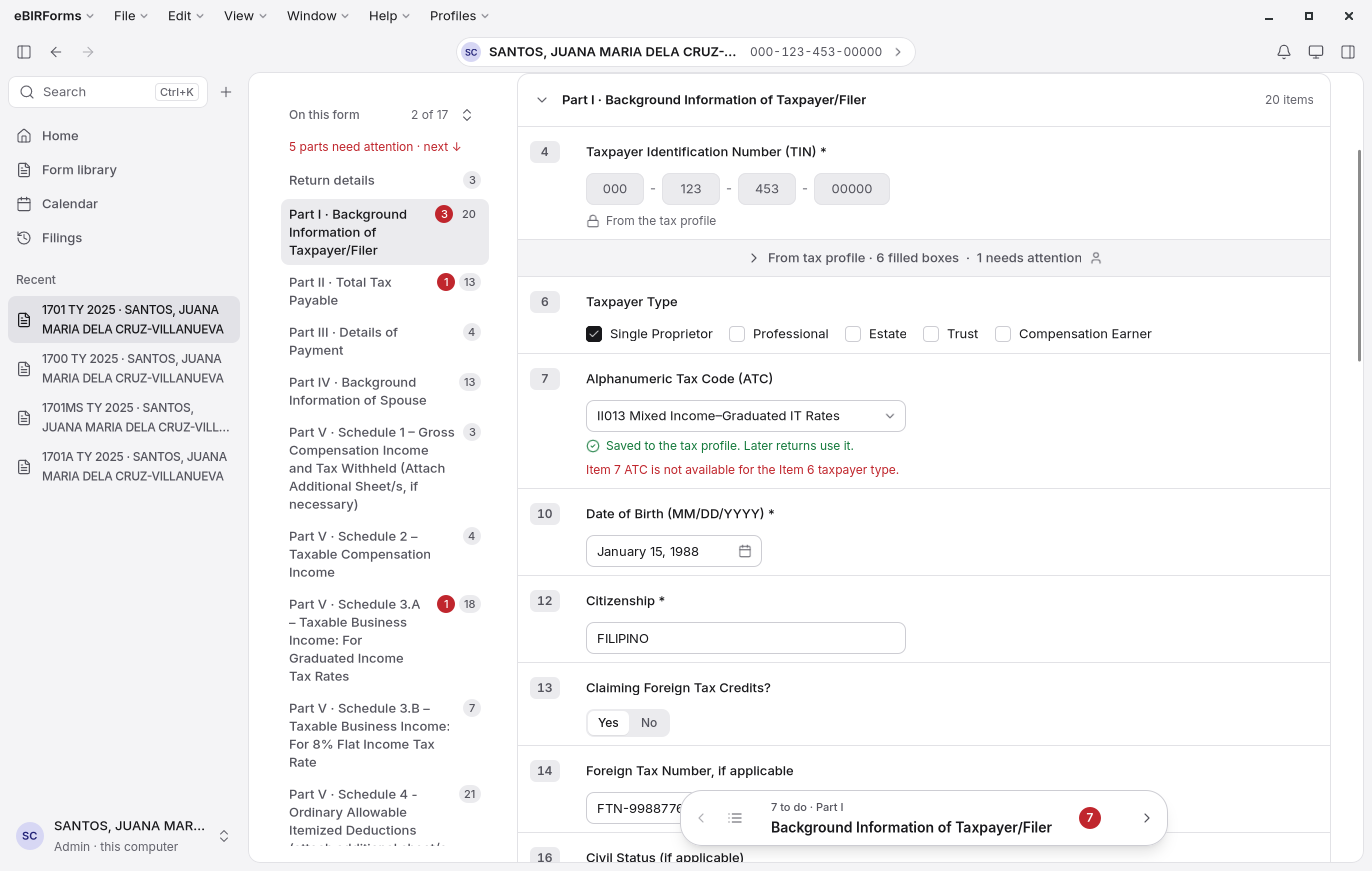 eBIRForms File Edit View Window Help Profiles
SC SANTOS, JUANA MARIA DELA CRUZ-... 000-123-453-00000
Search Ctrl+K
Home
Form library
Calendar
Filings
Recent
1701 TY 2025 · SANTOS, JUANA
MARIA DELA CRUZ-VILLANUEVA
1700 TY 2025 · SANTOS, JUANA
MARIA DELA CRUZ-VILLANUEVA
1701MS TY 2025 · SANTOS,
JUANA MARIA DELA CRUZ-VILL...
1701A TY 2025 · SANTOS, JUANA
MARIA DELA CRUZ-VILLANUEVA
SC SANTOS, JUANA MAR...
Admin · this computer
On this form 2 of 17
5 parts need attention · next ↓
Return details 3
Part I · Background 3 20
Information of
Taxpayer/Filer
Part II · Total Tax 1 13
Payable
Part III · Details of 4
Payment
Part IV · Background 13
Information of Spouse
Part V · Schedule 1 – Gross 3
Compensation Income
and Tax Withheld (Attach
Additional Sheet/s, if
necessary)
Part V · Schedule 2 – 4
Taxable Compensation
Income
Part V · Schedule 3.A 1 18
– Taxable Business
Income: For
Graduated Income
Tax Rates
Part V · Schedule 3.B – 7
Taxable Business Income:
For 8% Flat Income Tax
Rate
Part V · Schedule 4 - 21
Ordinary Allowable
Itemized Deductions
Part I · Background Information of Taxpayer/Filer 20 items
4 Taxpayer Identification Number (TIN) *
000 - 123 - 453 - 00000
From the tax profile
From tax profile · 6 filled boxes · 1 needs attention
6 Taxpayer Type
Single Proprietor Professional Estate Trust Compensation Earner
7 Alphanumeric Tax Code (ATC)
II013 Mixed Income–Graduated IT Rates
Saved to the tax profile. Later returns use it.
Item 7 ATC is not available for the Item 6 taxpayer type.
10 Date of Birth (MM/DD/YYYY) *
January 15, 1988
12 Citizenship *
FILIPINO
13 Claiming Foreign Tax Credits?
Yes No
14 Foreign Tax Number, if applicable
FTN-9988776
16 Civil Status (if applicable)
7 to do · Part I
Background Information of Taxpayer/Filer 7